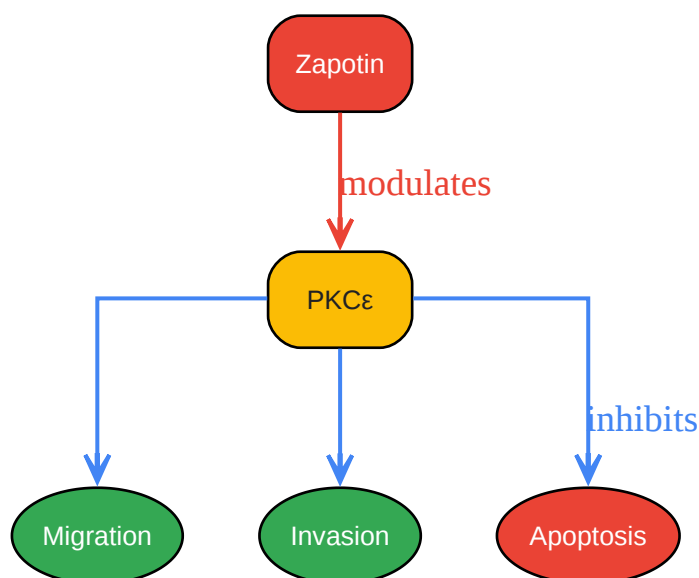 Zapotin
modulates
PKCε
inhibits
Migration
Invasion
Apoptosis